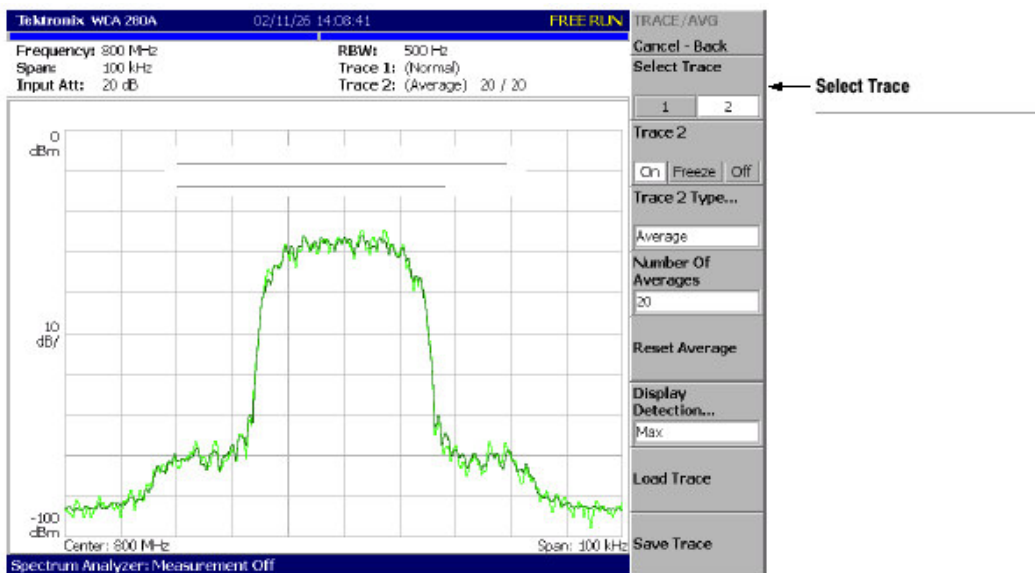 Tektronix WCA 280A 02/11/26 14:08:41 FREE RUN
Frequency: 800 MHz RBW: 500 Hz
Span: 100 kHz Trace 1: (Normal)
Input Att: 20 dB Trace 2: (Average) 20 / 20
0
dBm
10
dB/
-100
dBm
Center: 800 MHz Span: 100 kHz
Spectrum Analyzer: Measurement Off
TRACE/AVG
Cancel - Back
Select Trace
1 2
Trace 2
On Freeze Off
Trace 2 Type...
Average
Number Of
Averages
20
Reset Average
Display
Detection...
Max
Load Trace
Save Trace
Select Trace